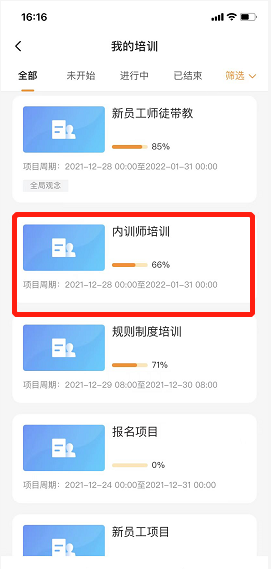 16:16
我的培训
全部 未开始 进行中 已结束 筛选
新员工师徒带教
85%
项目周期：2021-12-28 00:00至2022-01-31 00:00
全局观念
内训师培训
66%
项目周期：2021-12-28 00:00至2022-01-31 00:00
规则制度培训
71%
项目周期：2021-12-29 08:00至2021-12-30 08:00
报名项目
0%
项目周期：2021-12-24 00:00至2021-12-31 00:00
新员工项目